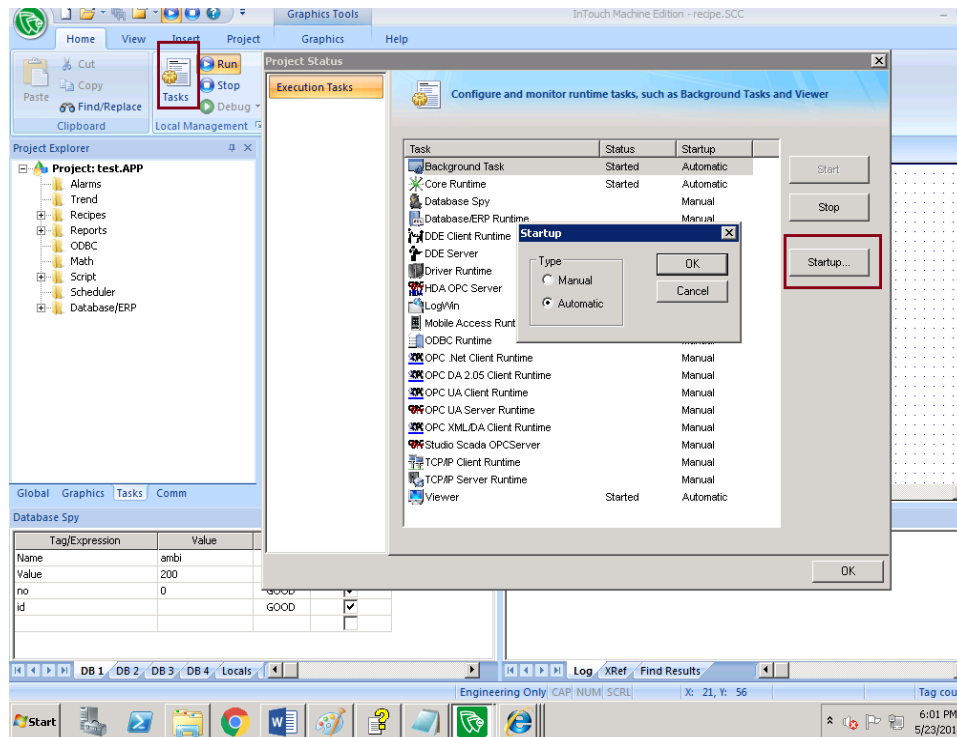 Graphics Tools
InTouch Machine Edition - recipe.SCC
Home View Insert Project Graphics Help
Cut
Copy
Paste
Find/Replace
Clipboard
Tasks
Run
Stop
Debug
Local Management
Project Explorer
Project: test.APP
Alarms
Trend
Recipes
Reports
ODBC
Math
Script
Scheduler
Database/ERP
Global Graphics Tasks Comm
Project Status
Execution Tasks
Configure and monitor runtime tasks, such as Background Tasks and Viewer
Task Status Startup
Background Task Started Automatic
Core Runtime Started Automatic
Database Spy Manual
Database/ERP Runtime Manual
DDE Client Runtime
DDE Server
Driver Runtime
HDA OPC Server
LogWin
Mobile Access Runt
ODBC Runtime Manual
OPC .Net Client Runtime Manual
OPC DA 2.05 Client Runtime Manual
OPC UA Client Runtime Manual
OPC UA Server Runtime Manual
OPC XML/DA Client Runtime Manual
Studio Scada OPCServer Manual
TCP/IP Client Runtime Manual
TCP/IP Server Runtime Manual
Viewer Started Automatic
Start
Stop
Startup...
OK
Startup
Type
Manual
Automatic
OK
Cancel
Database Spy
Tag/Expression Value
Name ambi
Value 200
no 0 GOOD
id GOOD
DB 1 DB 2 DB 3 DB 4 Locals
Log XRef Find Results
Engineering Only CAP NUM SCRL X: 21, Y: 56 Tag cou
Start
6:01 PM
5/23/201